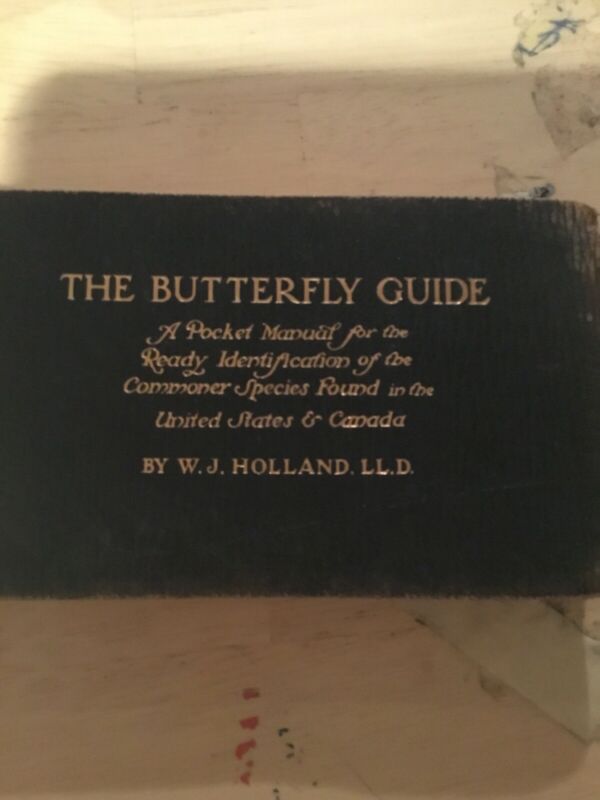 THE BUTTERFLY GUIDE
A Pocket Manual for the
Ready Identification of the
Commoner Species Found in the
United States & Canada
BY W. J. HOLLAND, LL.D.